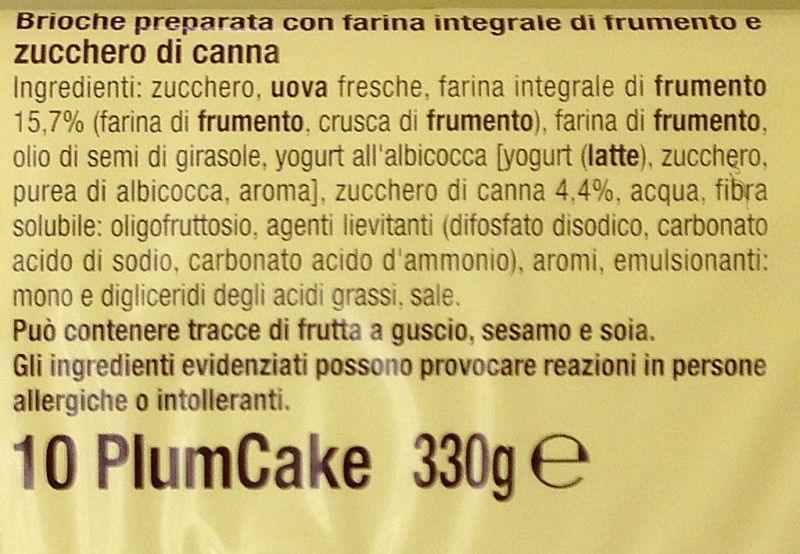 Brioche preparata con farina integrale di frumento e
zucchero di canna
Ingredienti: zucchero, uova fresche, farina integrale di frumento
15,7% (farina di frumento, crusca di frumento), farina di frumento,
olio di semi di girasole, yogurt all'albicocca [yogurt (latte), zucchero,
purea di albicocca, aroma], zucchero di canna 4,4%, acqua, fibra
solubile: oligofruttosio, agenti lievitanti (difosfato disodico, carbonato
acido di sodio, carbonato acido d'ammonio), aromi, emulsionanti:
mono e digliceridi degli acidi grassi, sale.
Può contenere tracce di frutta a guscio, sesamo e soia.
Gli ingredienti evidenziati possono provocare reazioni in persone
allergiche o intolleranti.
10 PlumCake 330g ℮